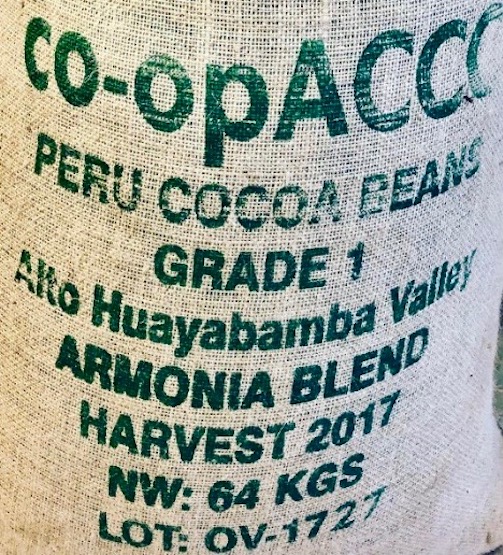 co-opACCC
PERU COCOA BEANS
GRADE 1
Alto Huayabamba Valley
ARMONIA BLEND
HARVEST 2017
NW: 64 KGS
LOT: OV-1727